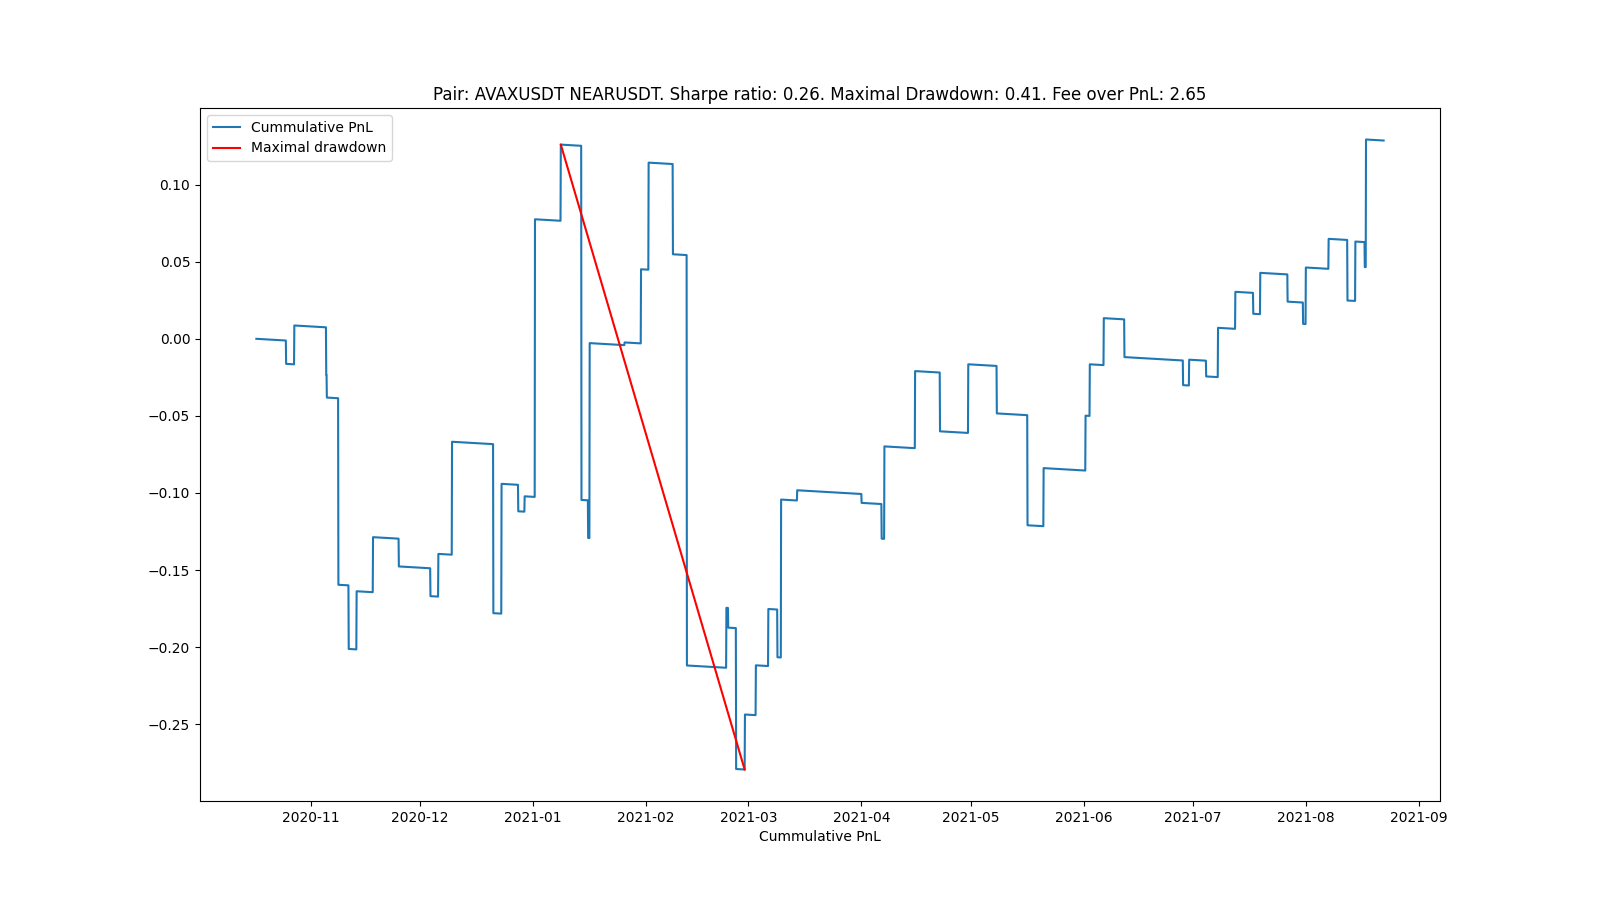 Pair: AVAXUSDT NEARUSDT. Sharpe ratio: 0.26. Maximal Drawdown: 0.41. Fee over PnL: 2.65
Cummulative PnL
Maximal drawdown
0.10
0.05
0.00
−0.05
−0.10
−0.15
−0.20
−0.25
2020-11 2020-12 2021-01 2021-02 2021-03 2021-04 2021-05 2021-06 2021-07 2021-08 2021-09
Cummulative PnL